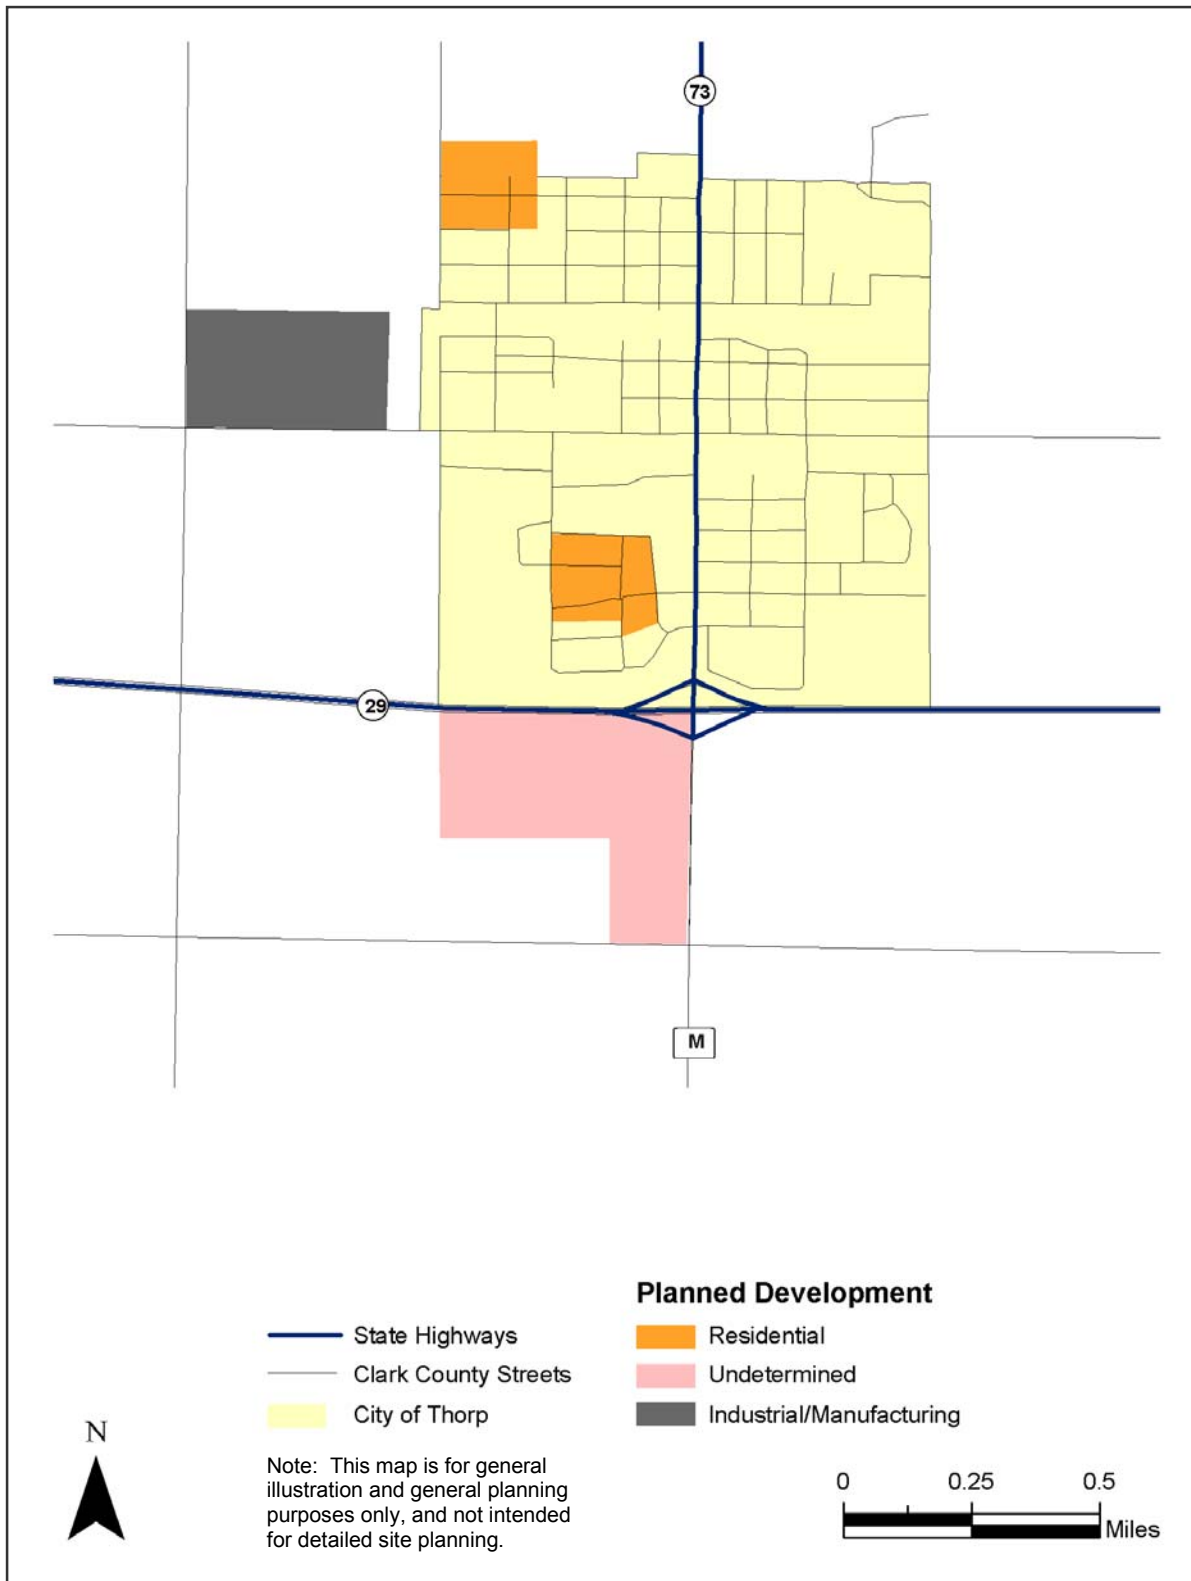 73
29
M
Planned Development
State Highways
Clark County Streets
City of Thorp
Residential
Undetermined
Industrial/Manufacturing
N
Note: This map is for general
illustration and general planning
purposes only, and not intended
for detailed site planning.
0 0.25 0.5
Miles